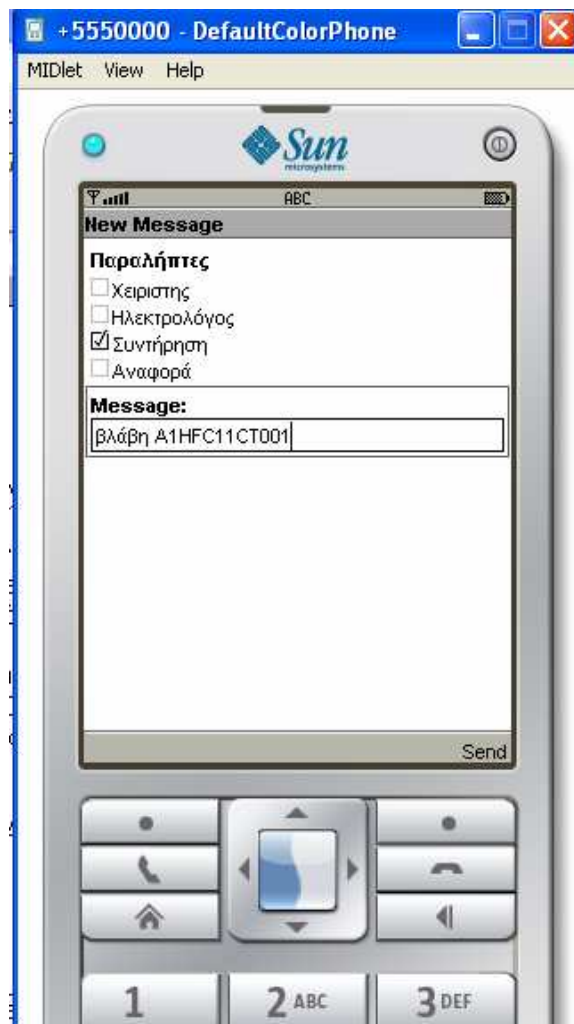 +5550000 - DefaultColorPhone
MIDlet View Help
Sun
microsystems
ABC
New Message
Παραλήπτες
Χειριστης
Ηλεκτρολόγος
Συντήρηση
Αναφορά
Message:
βλάβη A1HFC11CT001
Send
1 2 ABC 3 DEF